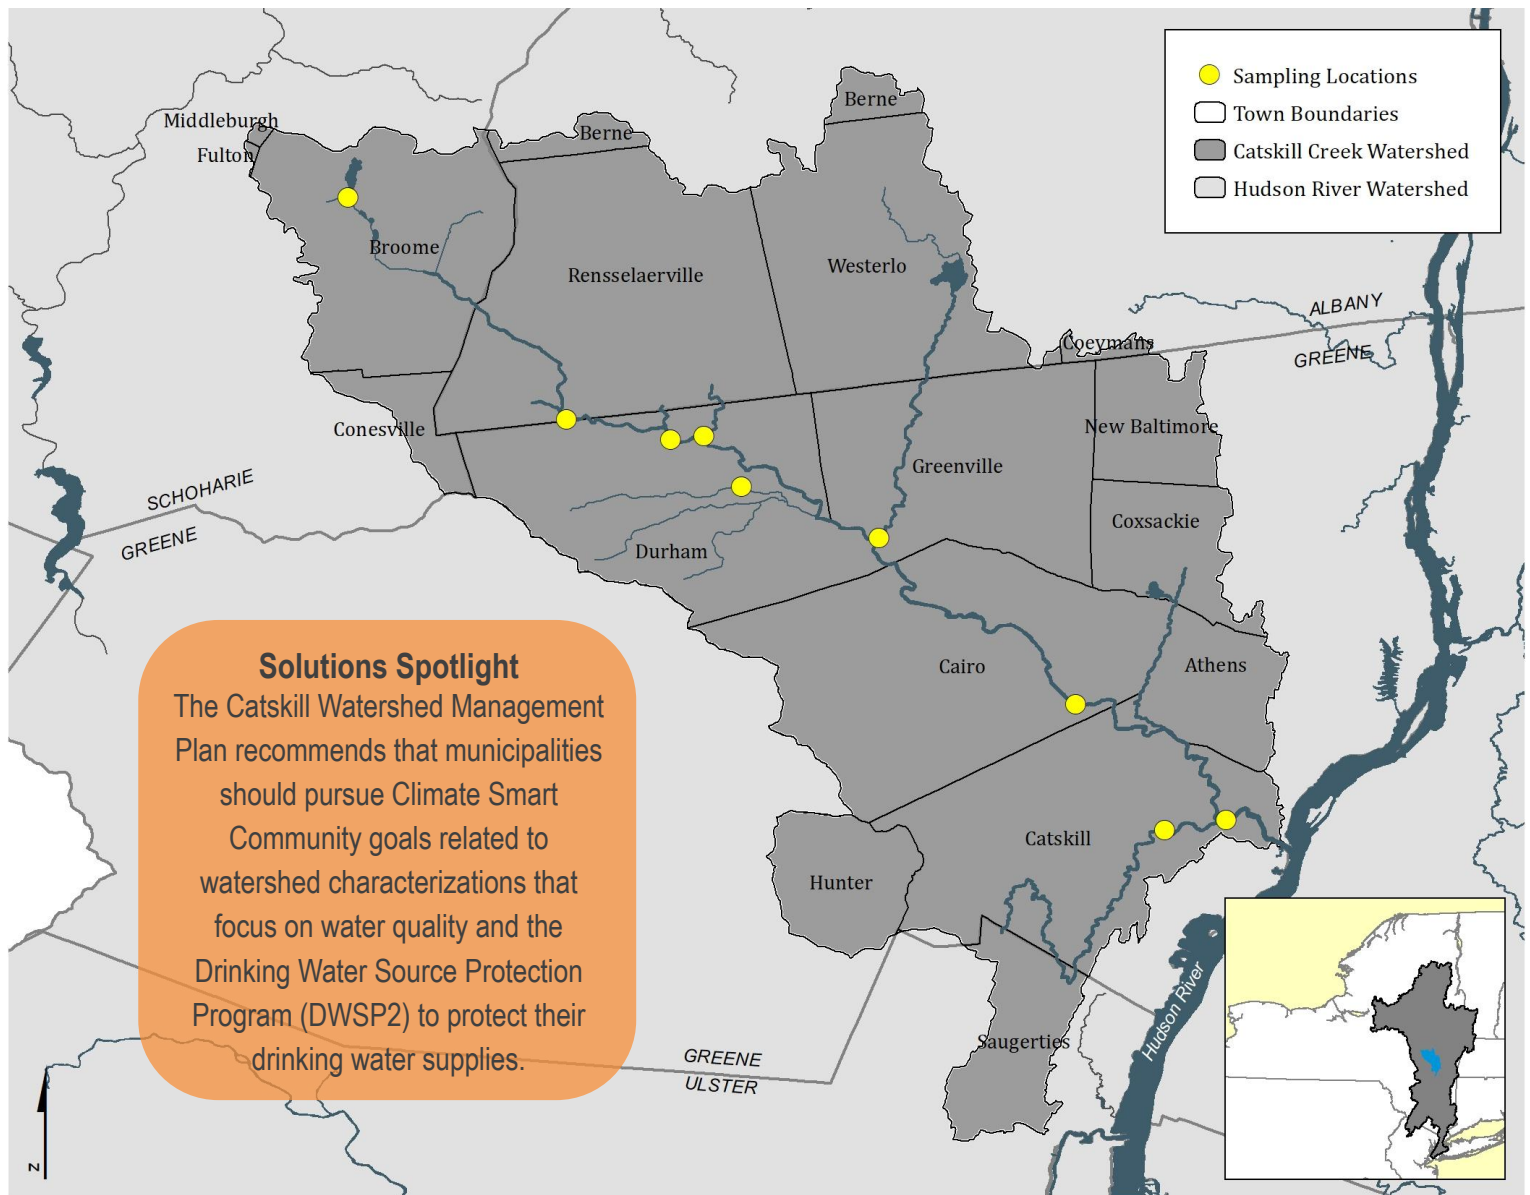 Sampling Locations
Town Boundaries
Catskill Creek Watershed
Hudson River Watershed
Berne
Middleburgh
Berne
Fulton
Broome
Rensselaerville
Westerlo
ALBANY
Coeymans
GREENE
Conesville
New Baltimore
Greenville
SCHOHARIE
Coxsackie
GREENE
Durham
Cairo
Athens
Solutions Spotlight
The Catskill Watershed Management
Plan recommends that municipalities
should pursue Climate Smart
Community goals related to
watershed characterizations that
focus on water quality and the
Drinking Water Source Protection
Program (DWSP2) to protect their
drinking water supplies.
Catskill
Hunter
Hudson River
Saugerties
GREENE
ULSTER
N